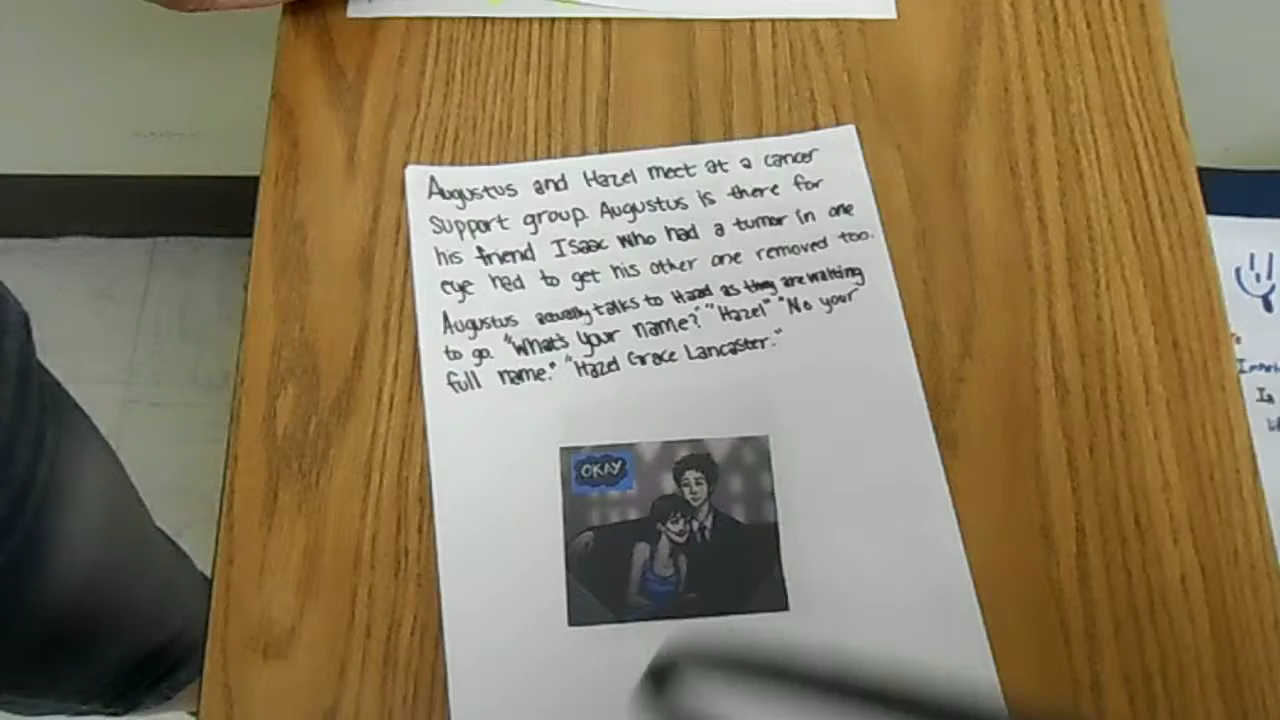 Augustus and Hazel meet at a cancer
support group. Augustus is there for
his friend Isaac who had a tumor in one
eye had to get his other one removed too.
Augustus actually talks to Hazel as they are waiting
to go. "What's your name?" "Hazel" "No your
full name." "Hazel Grace Lancaster."
OKAY